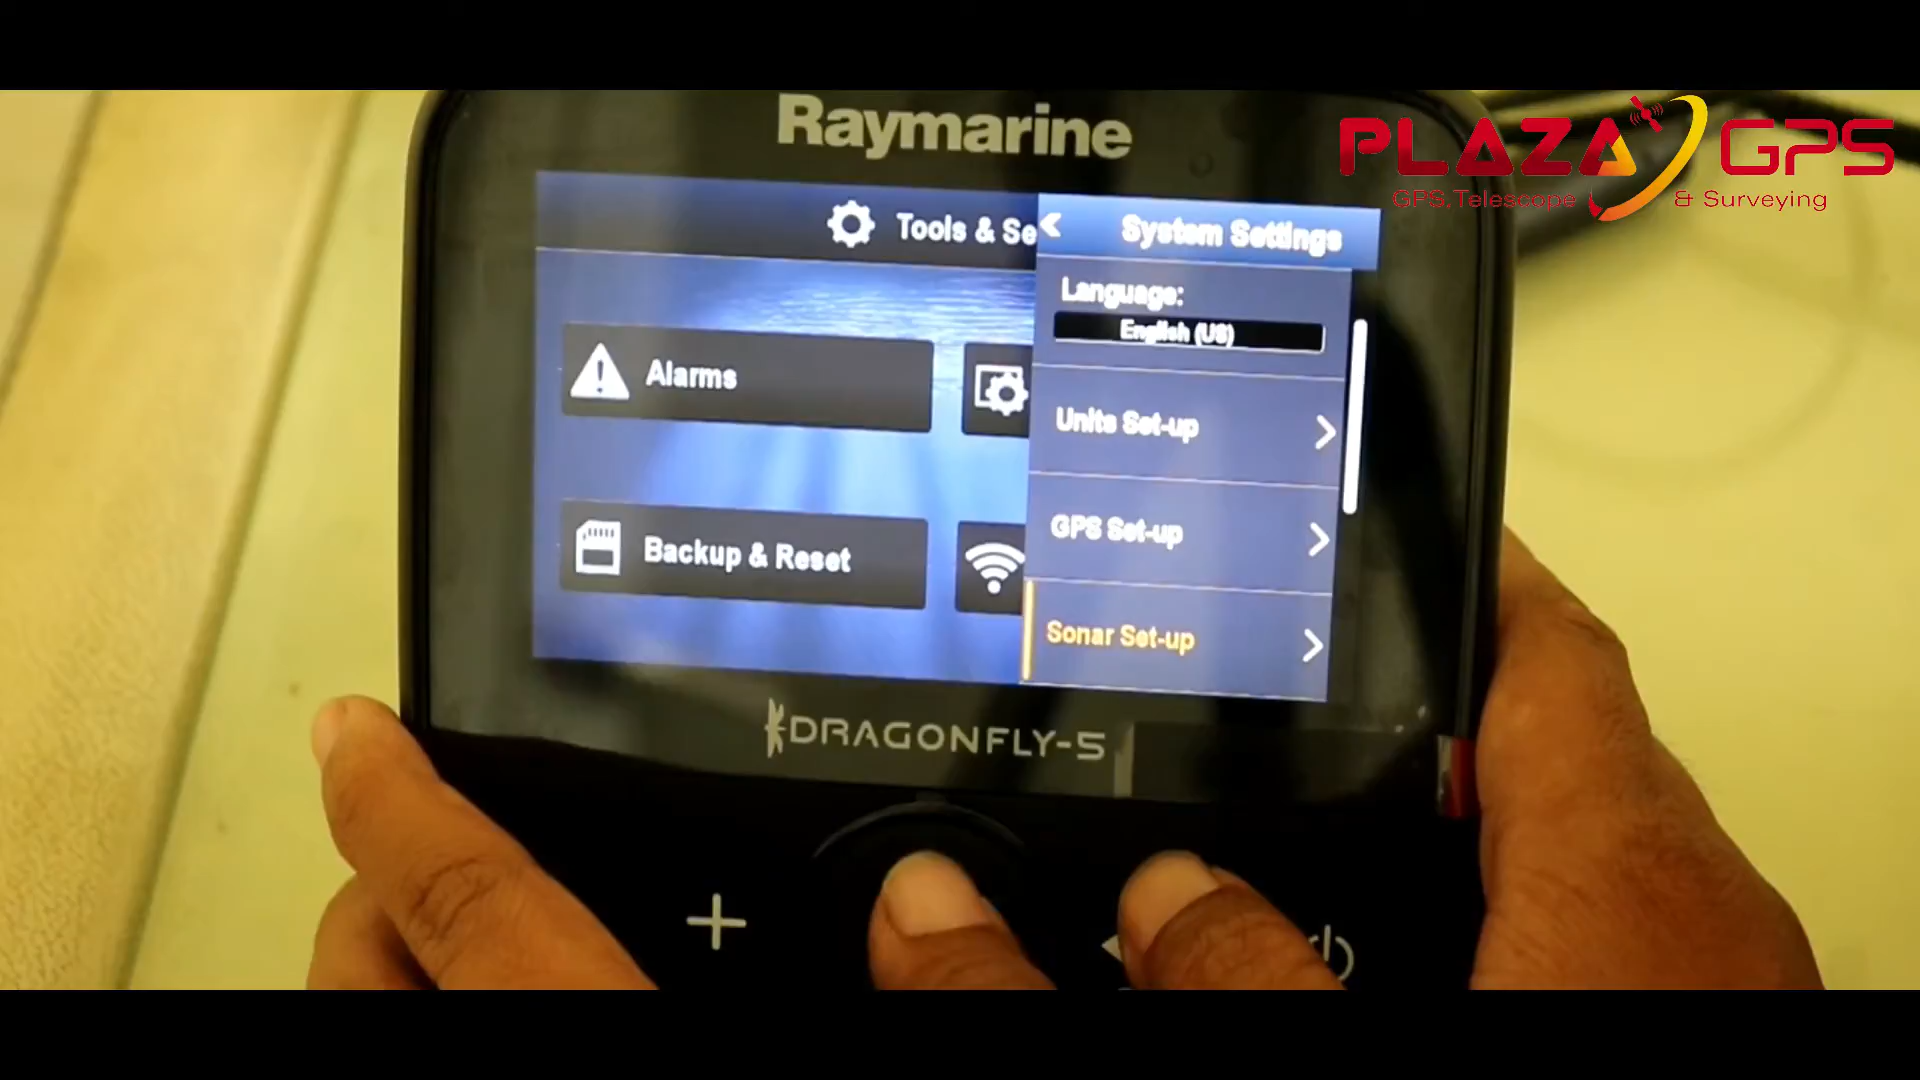 Raymarine
PLAZA GPS
GPS.Telescope & Surveying
Tools & Se
System Settings
Language:
English (US)
Alarms
Units Set-up
GPS Set-up
Backup & Reset
Sonar Set-up
DRAGONFLY-5